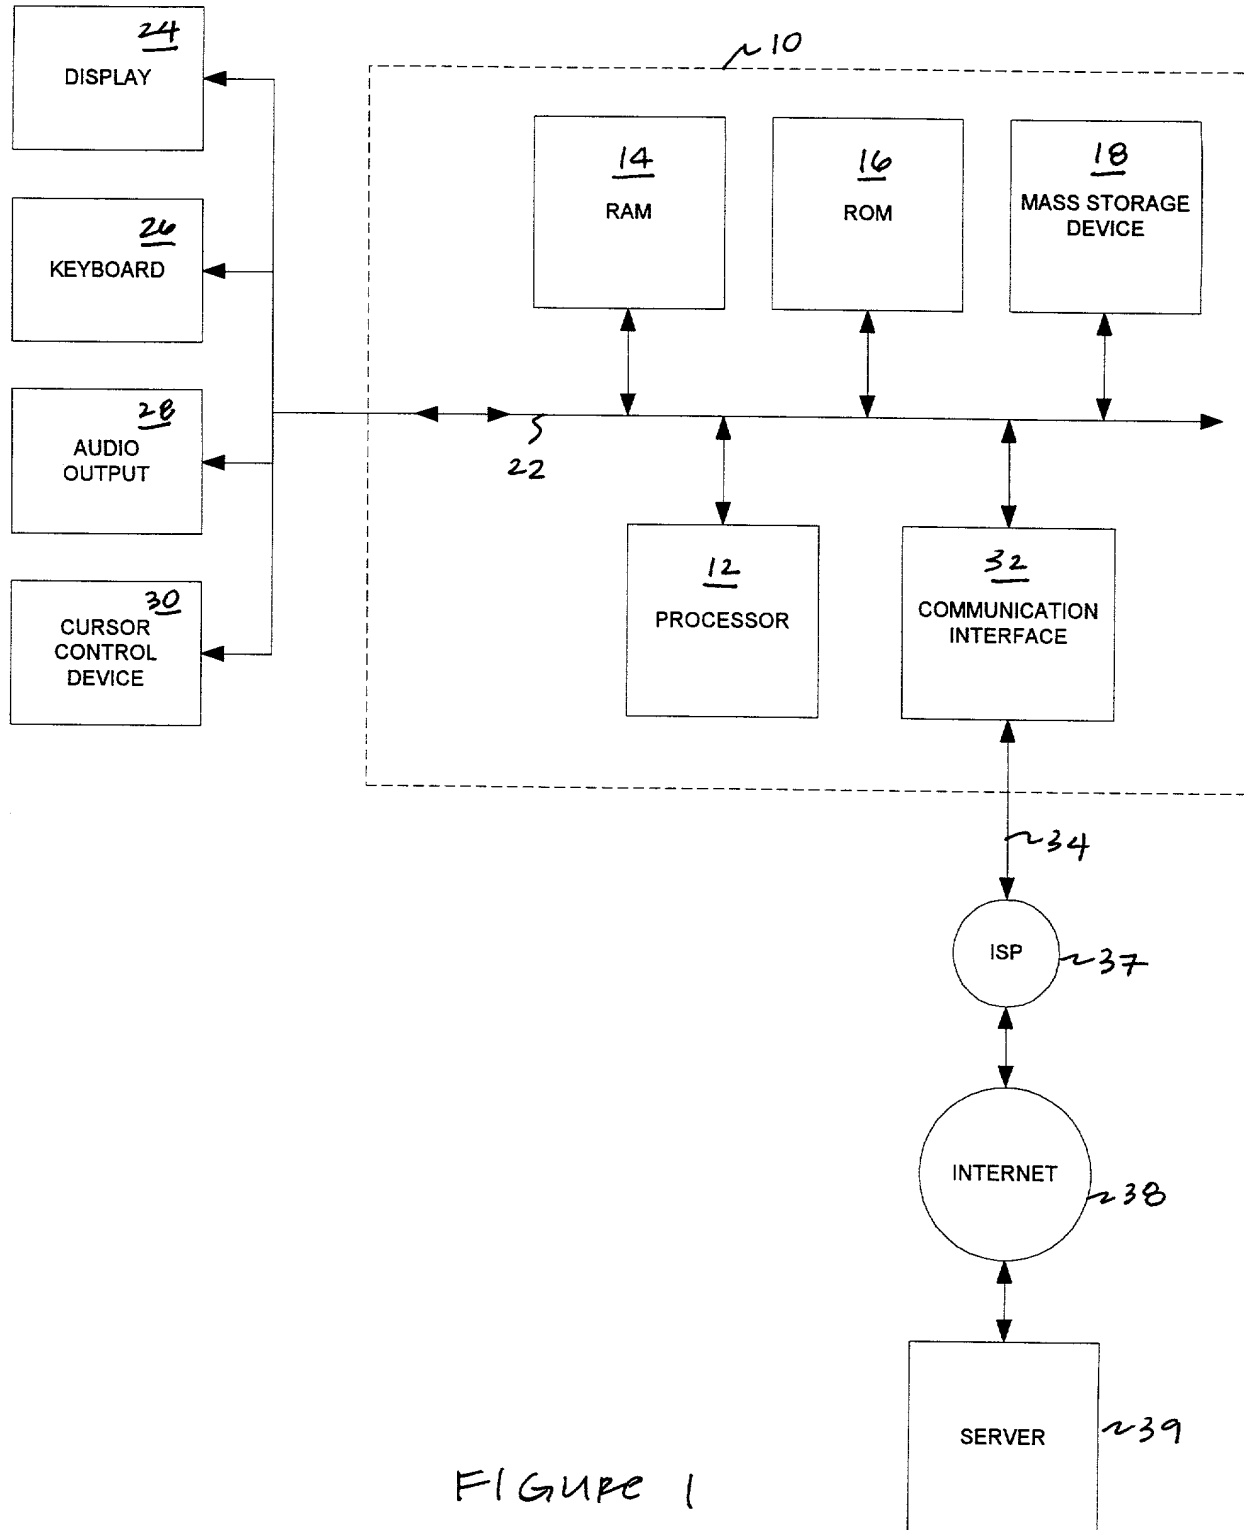 24
DISPLAY
26
KEYBOARD
28
AUDIO
OUTPUT
30
CURSOR
CONTROL
DEVICE
10
14
RAM
16
ROM
18
MASS STORAGE
DEVICE
22
12
PROCESSOR
32
COMMUNICATION
INTERFACE
34
ISP
37
INTERNET
38
SERVER
39
FIGURE 1